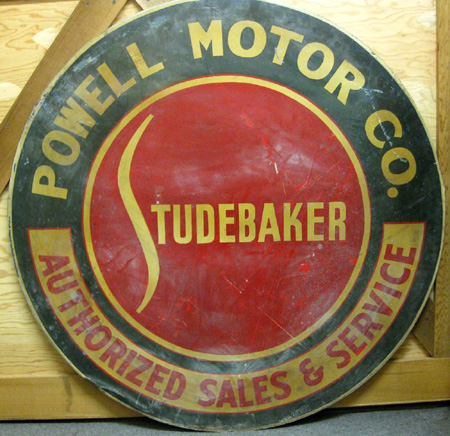 POWELL MOTOR CO.
STUDEBAKER
AUTHORIZED SALES & SERVICE